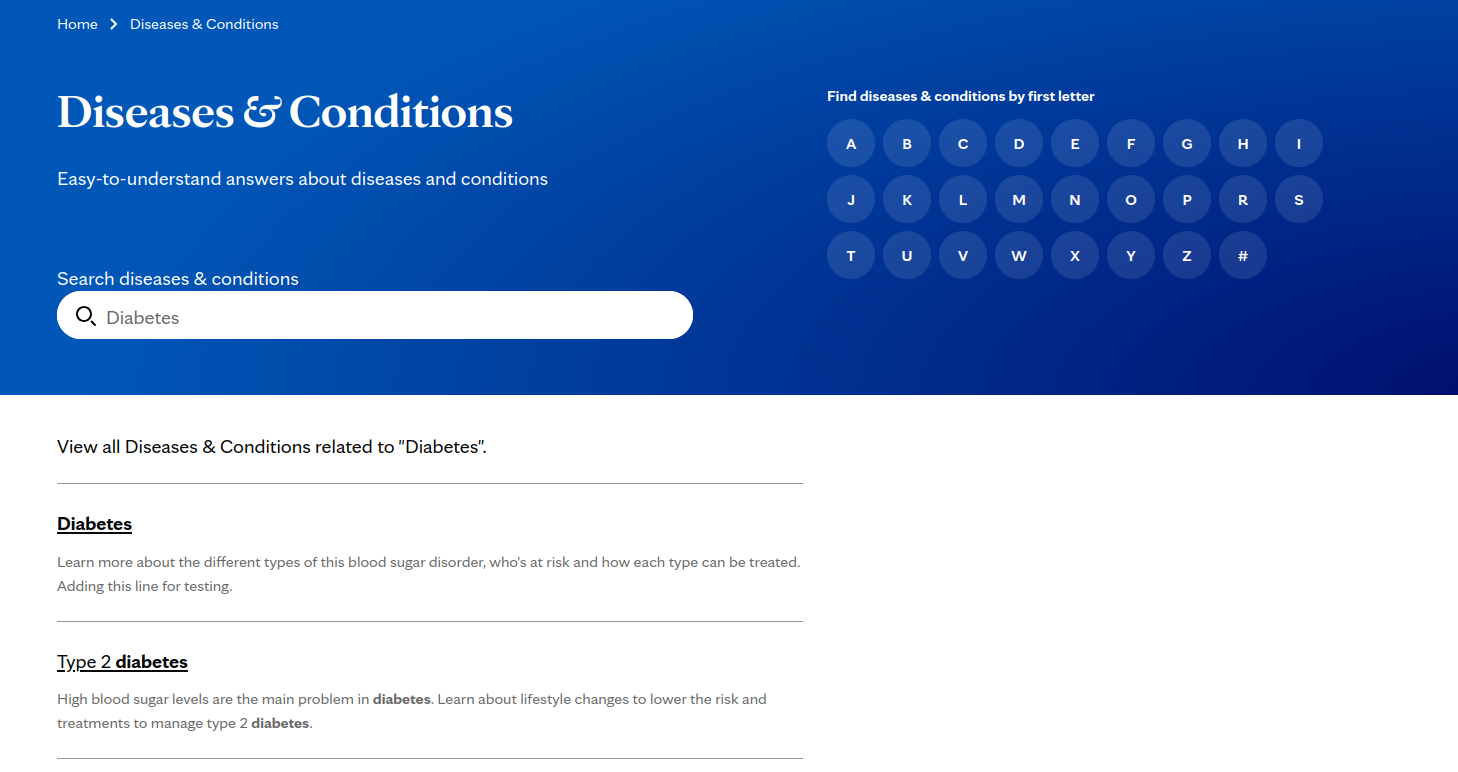 Home > Diseases & Conditions
Diseases & Conditions
Easy-to-understand answers about diseases and conditions
Search diseases & conditions
Diabetes
Find diseases & conditions by first letter
A B C D E F G H I
J K L M N O P R S
T U V W X Y Z #
View all Diseases & Conditions related to "Diabetes".
Diabetes
Learn more about the different types of this blood sugar disorder, who's at risk and how each type can be treated.
Adding this line for testing.
Type 2 diabetes
High blood sugar levels are the main problem in diabetes. Learn about lifestyle changes to lower the risk and
treatments to manage type 2 diabetes.